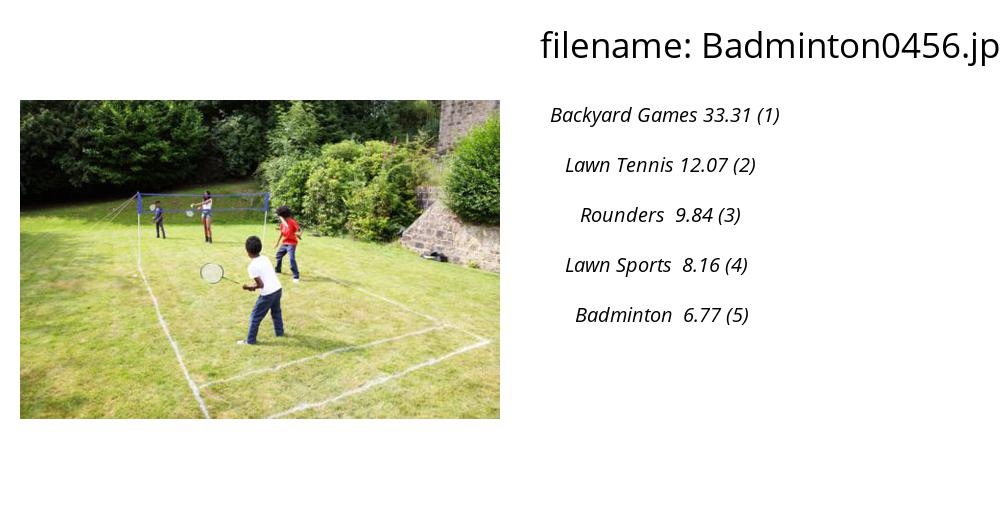 filename: Badminton0456.jp
Backyard Games 33.31 (1)
Lawn Tennis 12.07 (2)
Rounders 9.84 (3)
Lawn Sports 8.16 (4)
Badminton 6.77 (5)